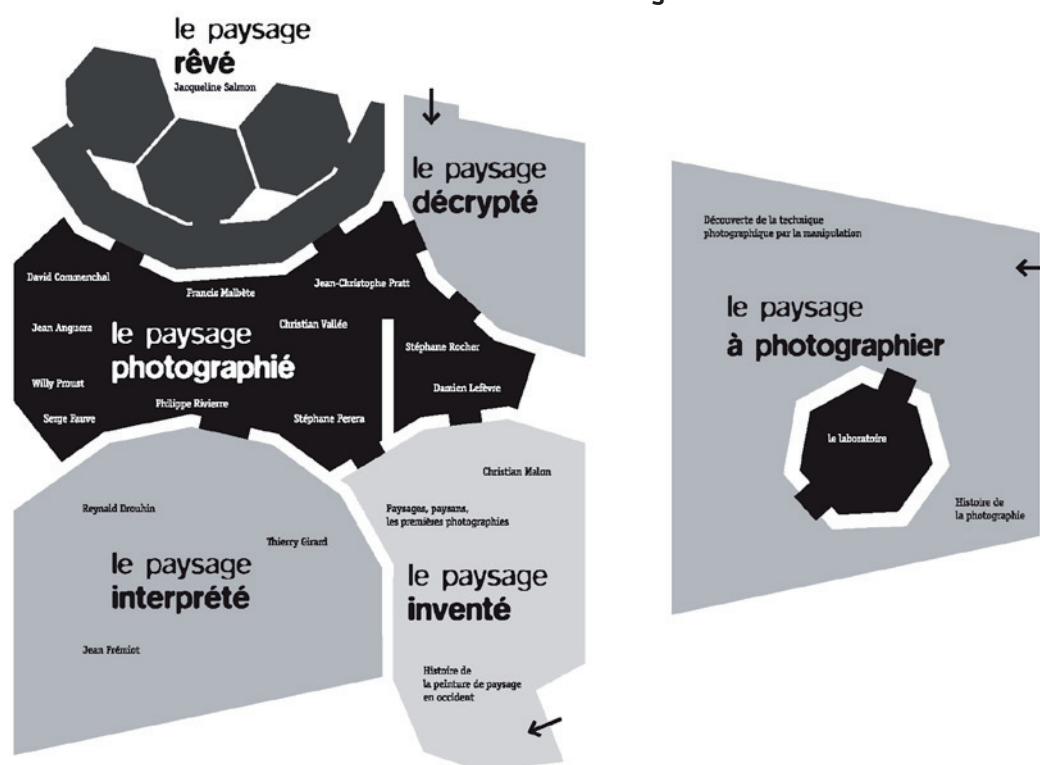 le paysage
rêvé
Jacqueline Salmon
le paysage
décrypté
David Commenchal
Francis Malbète
Jean-Christophe Pratt
Jean Anguera
le paysage
photographié
Christian Vallée
Stéphane Rocher
Willy Proust
Damien Lefèvre
Philippe Rivierre
Serge Fauve
Stéphane Perera
Reynald Drouhin
Thierry Girard
le paysage
interprété
Jean Frémiot
Christian Malon
Paysages, paysans,
les premières photographies
le paysage
inventé
Histoire de
la peinture de paysage
en occident
Découverte de la technique
photographique par la manipulation
le paysage
à photographier
le laboratoire
Histoire de
la photographie